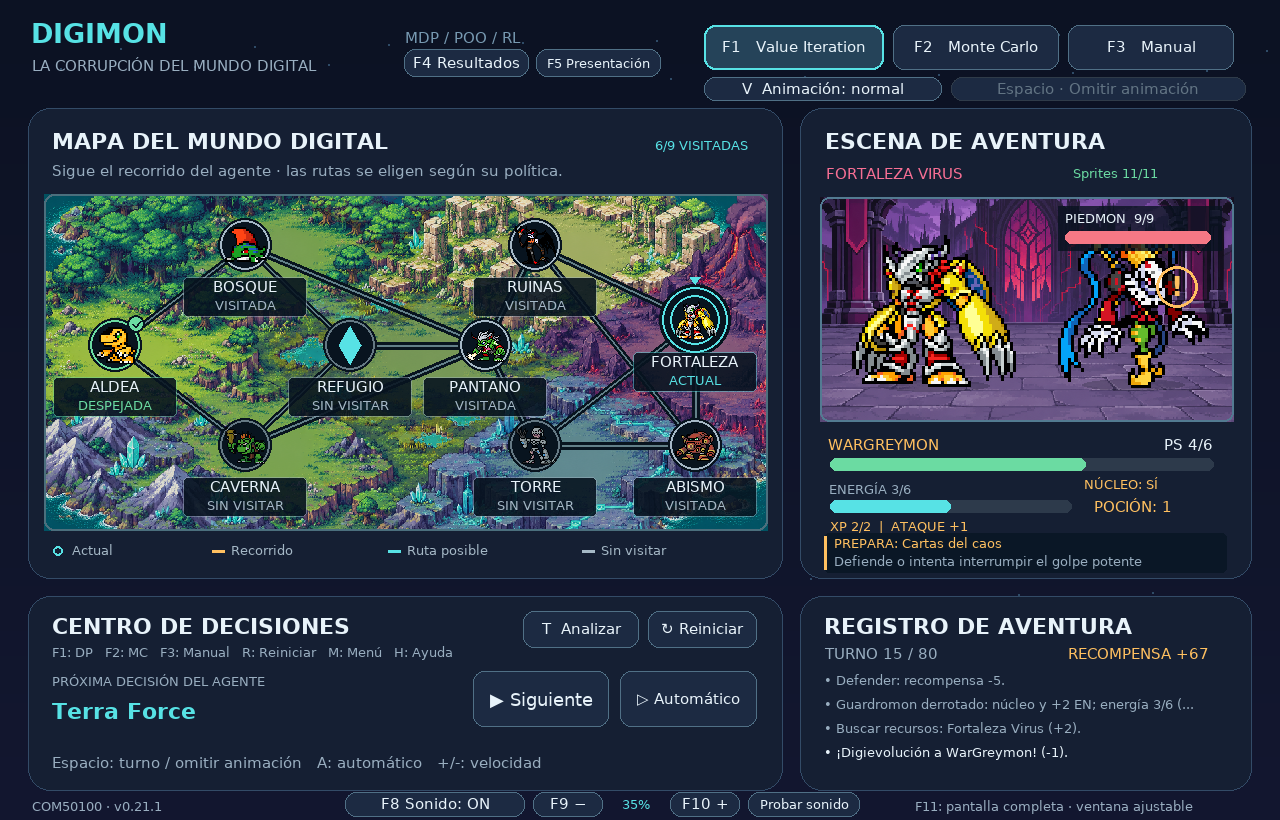 DIGIMON
LA CORRUPCIÓN DEL MUNDO DIGITAL
MDP / POO / RL
F4 Resultados
F5 Presentación
F1 Value Iteration
F2 Monte Carlo
F3 Manual
V Animación: normal
Espacio · Omitir animación
MAPA DEL MUNDO DIGITAL
6/9 VISITADAS
Sigue el recorrido del agente · las rutas se eligen según su política.
BOSQUE
VISITADA
RUINAS
VISITADA
ALDEA
DESPEJADA
REFUGIO
SIN VISITAR
PANTANO
VISITADA
FORTALEZA
ACTUAL
CAVERNA
SIN VISITAR
TORRE
SIN VISITAR
ABISMO
VISITADA
Actual
Recorrido
Ruta posible
Sin visitar
ESCENA DE AVENTURA
FORTALEZA VIRUS
Sprites 11/11
PIEDMON 9/9
!
WARGREYMON
PS 4/6
ENERGÍA 3/6
NÚCLEO: SÍ
POCIÓN: 1
XP 2/2 | ATAQUE +1
PREPARA: Cartas del caos
Defiende o intenta interrumpir el golpe potente
CENTRO DE DECISIONES
T Analizar
↻ Reiniciar
F1: DP F2: MC F3: Manual R: Reiniciar M: Menú H: Ayuda
PRÓXIMA DECISIÓN DEL AGENTE
Terra Force
▶ Siguiente
▷ Automático
Espacio: turno / omitir animación A: automático +/-: velocidad
REGISTRO DE AVENTURA
TURNO 15 / 80
RECOMPENSA +67
• Defender: recompensa -5.
• Guardromon derrotado: núcleo y +2 EN; energía 3/6 (...
• Buscar recursos: Fortaleza Virus (+2).
• ¡Digievolución a WarGreymon! (-1).
COM50100 · v0.21.1
F8 Sonido: ON
F9 −
35%
F10 +
Probar sonido
F11: pantalla completa · ventana ajustable